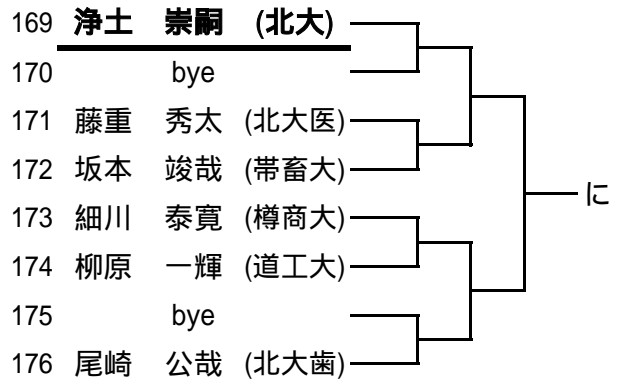 169 浄土 崇嗣 (北大)
170 bye
171 藤重 秀太 (北大医)
172 坂本 竣哉 (帯畜大)
173 細川 泰寛 (樽商大)
174 柳原 一輝 (道工大)
175 bye
176 尾崎 公哉 (北大歯)
に